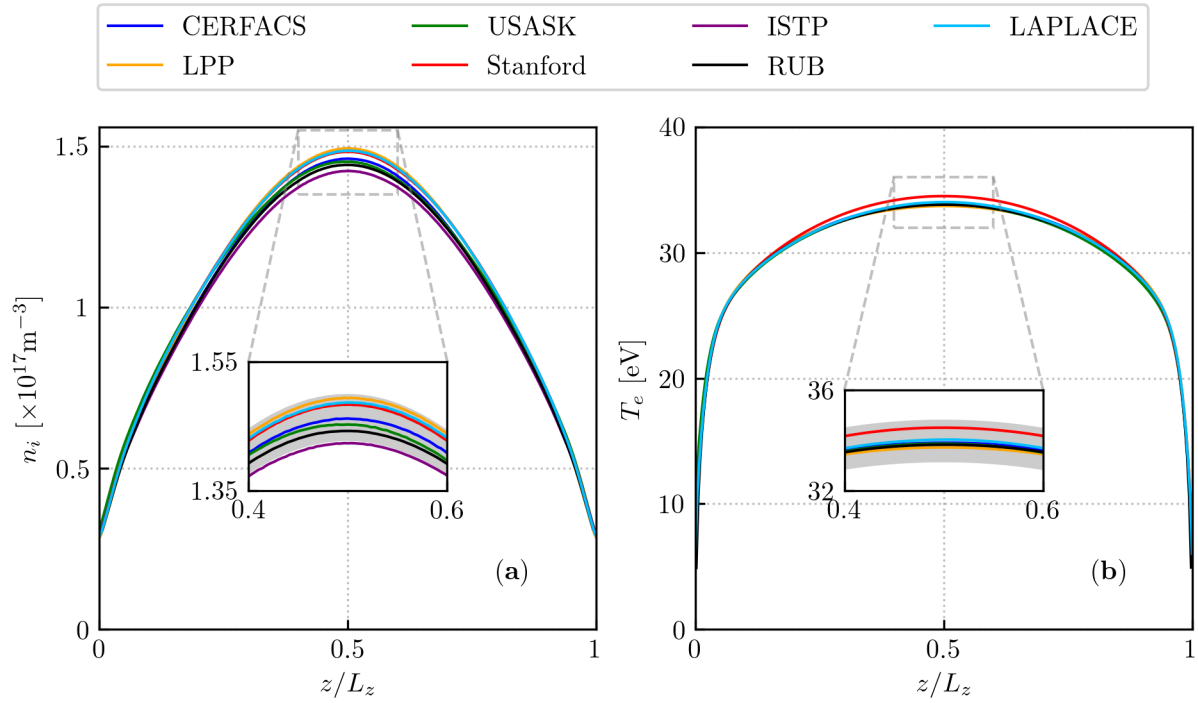 CERFACS USASK ISTP LAPLACE
LPP Stanford RUB
1.5
1
0.5
0
0 0.5 1
n_i [×10^17 m^−3]
z/L_z
1.55
1.35
0.4 0.6
(a)
40
30
20
10
0
0 0.5 1
T_e [eV]
z/L_z
36
32
0.4 0.6
(b)